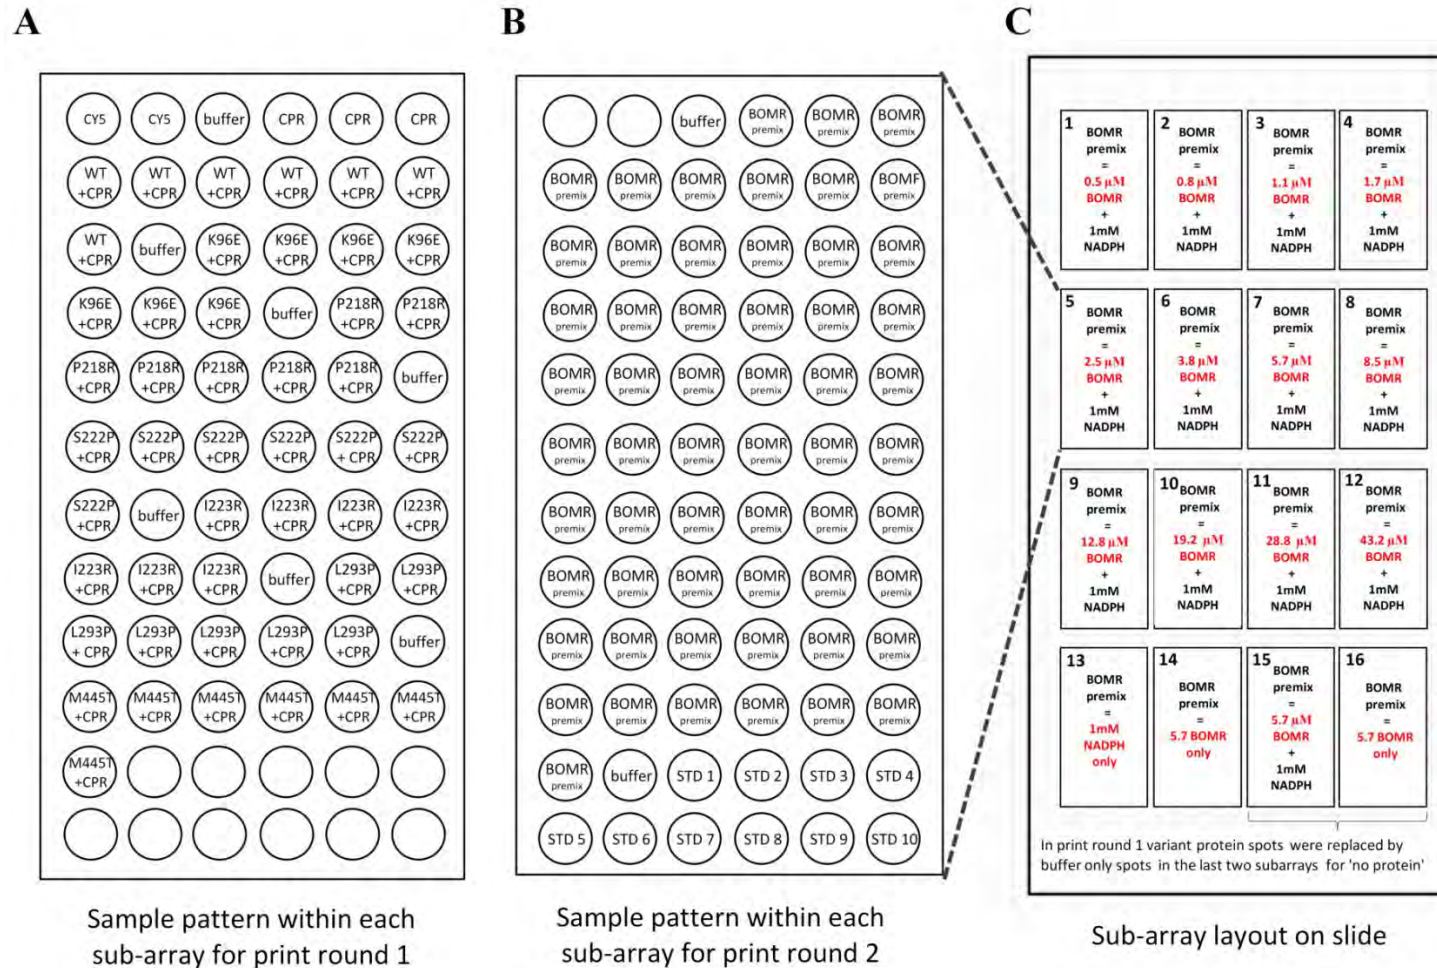 A
CY5 CY5 buffer CPR CPR CPR
WT WT WT WT WT WT
+CPR +CPR +CPR +CPR +CPR +CPR
WT buffer K96E K96E K96E K96E
+CPR +CPR +CPR +CPR +CPR
K96E K96E K96E buffer P218R P218R
+CPR +CPR +CPR +CPR +CPR
P218R P218R P218R P218R P218R buffer
+CPR +CPR +CPR +CPR +CPR
S222P S222P S222P S222P S222P S222P
+CPR +CPR +CPR +CPR + CPR +CPR
S222P buffer I223R I223R I223R I223R
+CPR +CPR +CPR +CPR +CPR
I223R I223R I223R buffer L293P L293P
+CPR +CPR +CPR +CPR +CPR
L293P L293P L293P L293P L293P buffer
+ CPR +CPR +CPR +CPR +CPR
M445T M445T M445T M445T M445T M445T
+CPR +CPR +CPR +CPR +CPR +CPR
M445T
+CPR
Sample pattern within each
sub-array for print round 1
B
buffer BOMR BOMR BOMR
premix premix premix
BOMR BOMR BOMR BOMR BOMR BOMF
premix premix premix premix premix premix
BOMR BOMR BOMR BOMR BOMR BOMR
premix premix premix premix premix premix
BOMR BOMR BOMR BOMR BOMR BOMR
premix premix premix premix premix premix
BOMR BOMR BOMR BOMR BOMR BOMR
premix premix premix premix premix premix
BOMR BOMR BOMR BOMR BOMR BOMR
premix premix premix premix premix premix
BOMR BOMR BOMR BOMR BOMR BOMR
premix premix premix premix premix premix
BOMR BOMR BOMR BOMR BOMR BOMR
premix premix premix premix premix premix
BOMR BOMR BOMR BOMR BOMR BOMR
premix premix premix premix premix premix
BOMR BOMR BOMR BOMR BOMR BOMR
premix premix premix premix premix premix
BOMR buffer STD 1 STD 2 STD 3 STD 4
premix
STD 5 STD 6 STD 7 STD 8 STD 9 STD 10
Sample pattern within each
sub-array for print round 2
C
1
BOMR
premix
=
0.5 µM
BOMR
+
1mM
NADPH
2
BOMR
premix
=
0.8 µM
BOMR
+
1mM
NADPH
3
BOMR
premix
=
1.1 µM
BOMR
+
1mM
NADPH
4
BOMR
premix
=
1.7 µM
BOMR
+
1mM
NADPH
5
BOMR
premix
=
2.5 µM
BOMR
+
1mM
NADPH
6
BOMR
premix
=
3.8 µM
BOMR
+
1mM
NADPH
7
BOMR
premix
=
5.7 µM
BOMR
+
1mM
NADPH
8
BOMR
premix
=
8.5 µM
BOMR
+
1mM
NADPH
9
BOMR
premix
=
12.8 µM
BOMR
+
1mM
NADPH
10
BOMR
premix
=
19.2 µM
BOMR
+
1mM
NADPH
11
BOMR
premix
=
28.8 µM
BOMR
+
1mM
NADPH
12
BOMR
premix
=
43.2 µM
BOMR
+
1mM
NADPH
13
BOMR
premix
=
1mM
NADPH
only
14
BOMR
premix
=
5.7 BOMR
only
15
BOMR
premix
=
5.7 µM
BOMR
+
1mM
NADPH
16
BOMR
premix
=
5.7 BOMR
only
In print round 1 variant protein spots were replaced by
buffer only spots in the last two subarrays for 'no protein'
Sub-array layout on slide